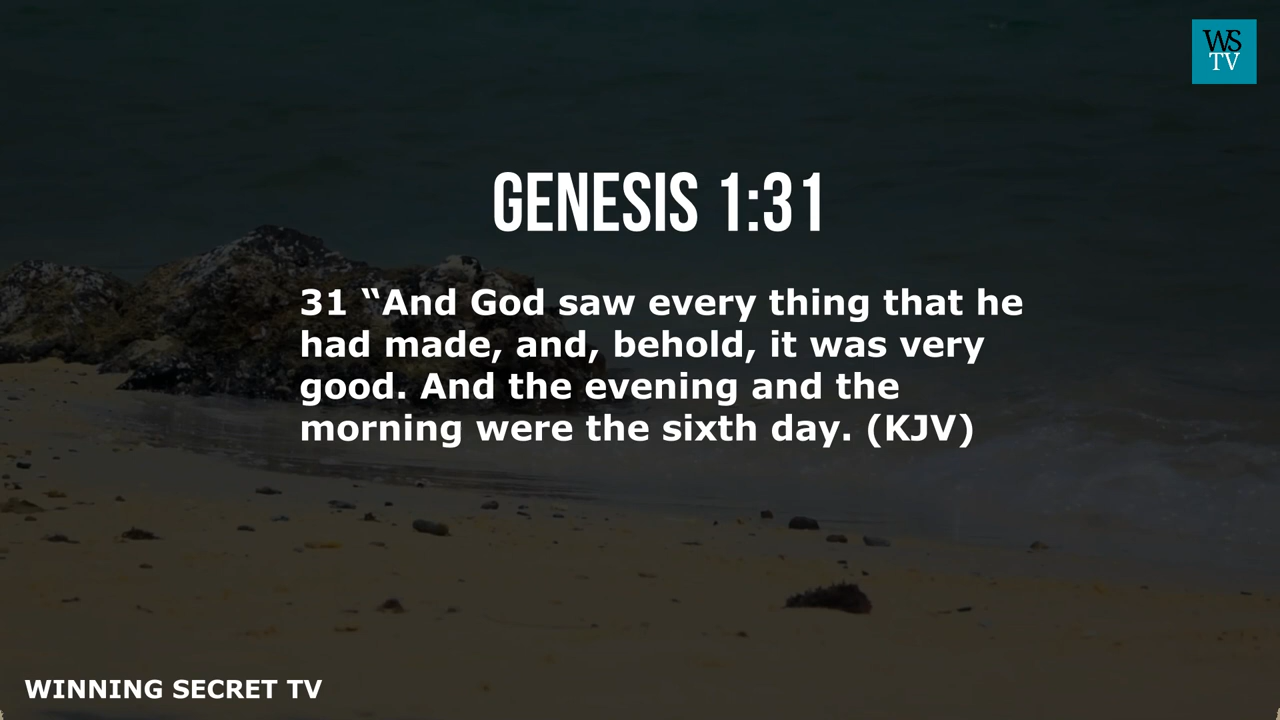 WS
TV
GENESIS 1:31
31 “And God saw every thing that he
had made, and, behold, it was very
good. And the evening and the
morning were the sixth day. (KJV)
WINNING SECRET TV